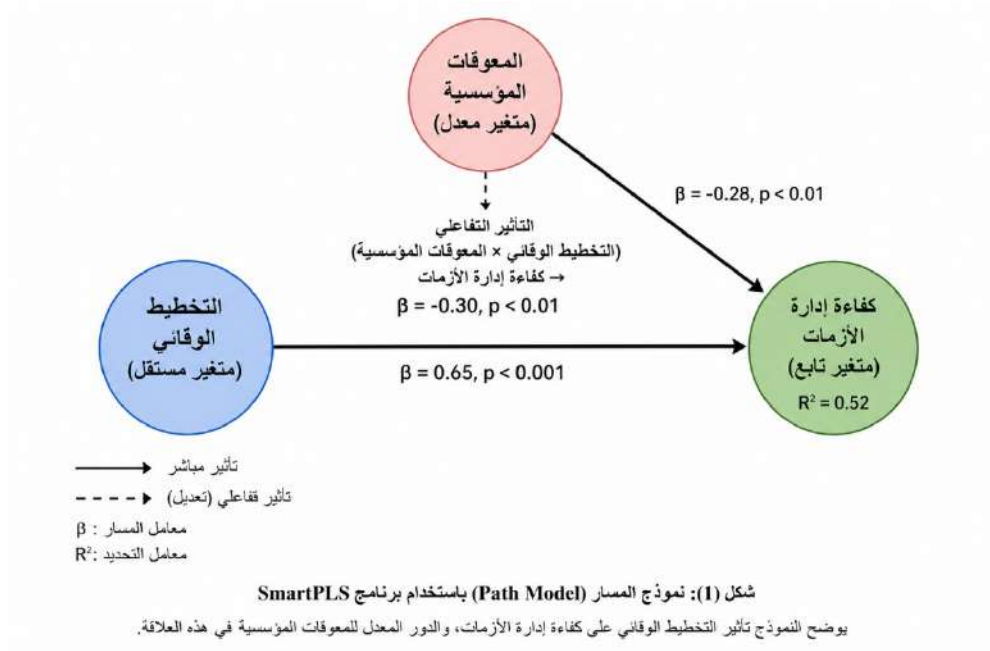 المعوقات
المؤسسية
(متغير معدل)
β = -0.28, p < 0.01
التأثير التفاعلي
(التخطيط الوقائي × المعوقات المؤسسية)
→ كفاءة إدارة الأزمات
β = -0.30, p < 0.01
التخطيط
الوقائي
(متغير مستقل)
β = 0.65, p < 0.001
كفاءة إدارة
الأزمات
(متغير تابع)
R² = 0.52
تأثير مباشر
تأثير تفاعلي (تعديل)
β : معامل المسار
R²: معامل التحديد
شكل (1): نموذج المسار (Path Model) باستخدام برنامج SmartPLS
يوضح النموذج تأثير التخطيط الوقائي على كفاءة إدارة الأزمات، والدور المعدل للمعوقات المؤسسية في هذه العلاقة.